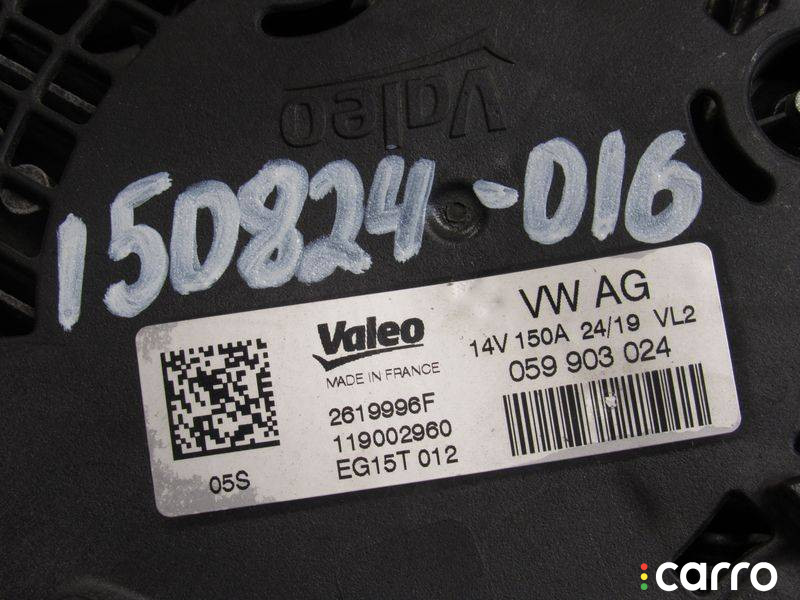 Valeo
150824-016
Valeo
MADE IN FRANCE
2619996F
119002960
EG15T 012
05S
VW AG
14V 150A 24/19 VL2
059 903 024
carro